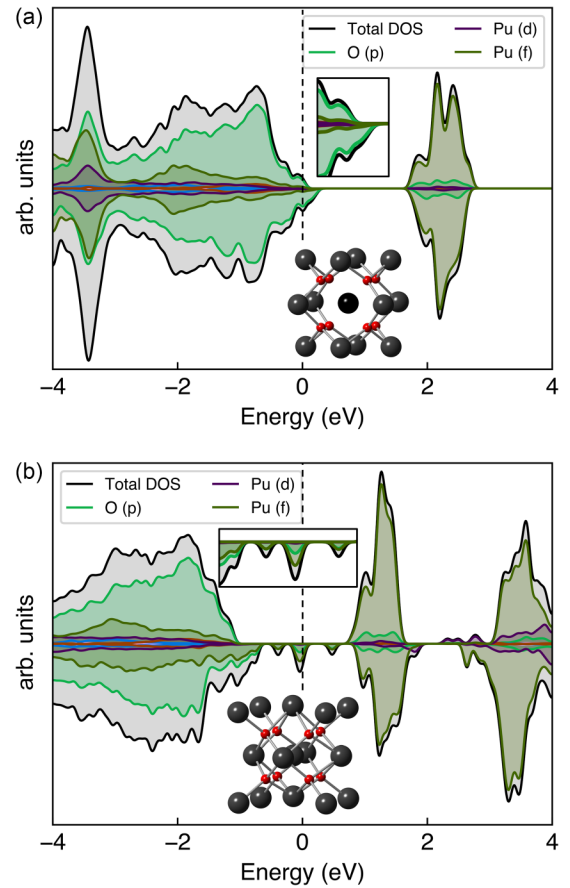 (a)
Total DOS
O (p)
Pu (d)
Pu (f)
arb. units
−4
−2
0
2
4
Energy (eV)
(b)
Total DOS
O (p)
Pu (d)
Pu (f)
arb. units
−4
−2
0
2
4
Energy (eV)